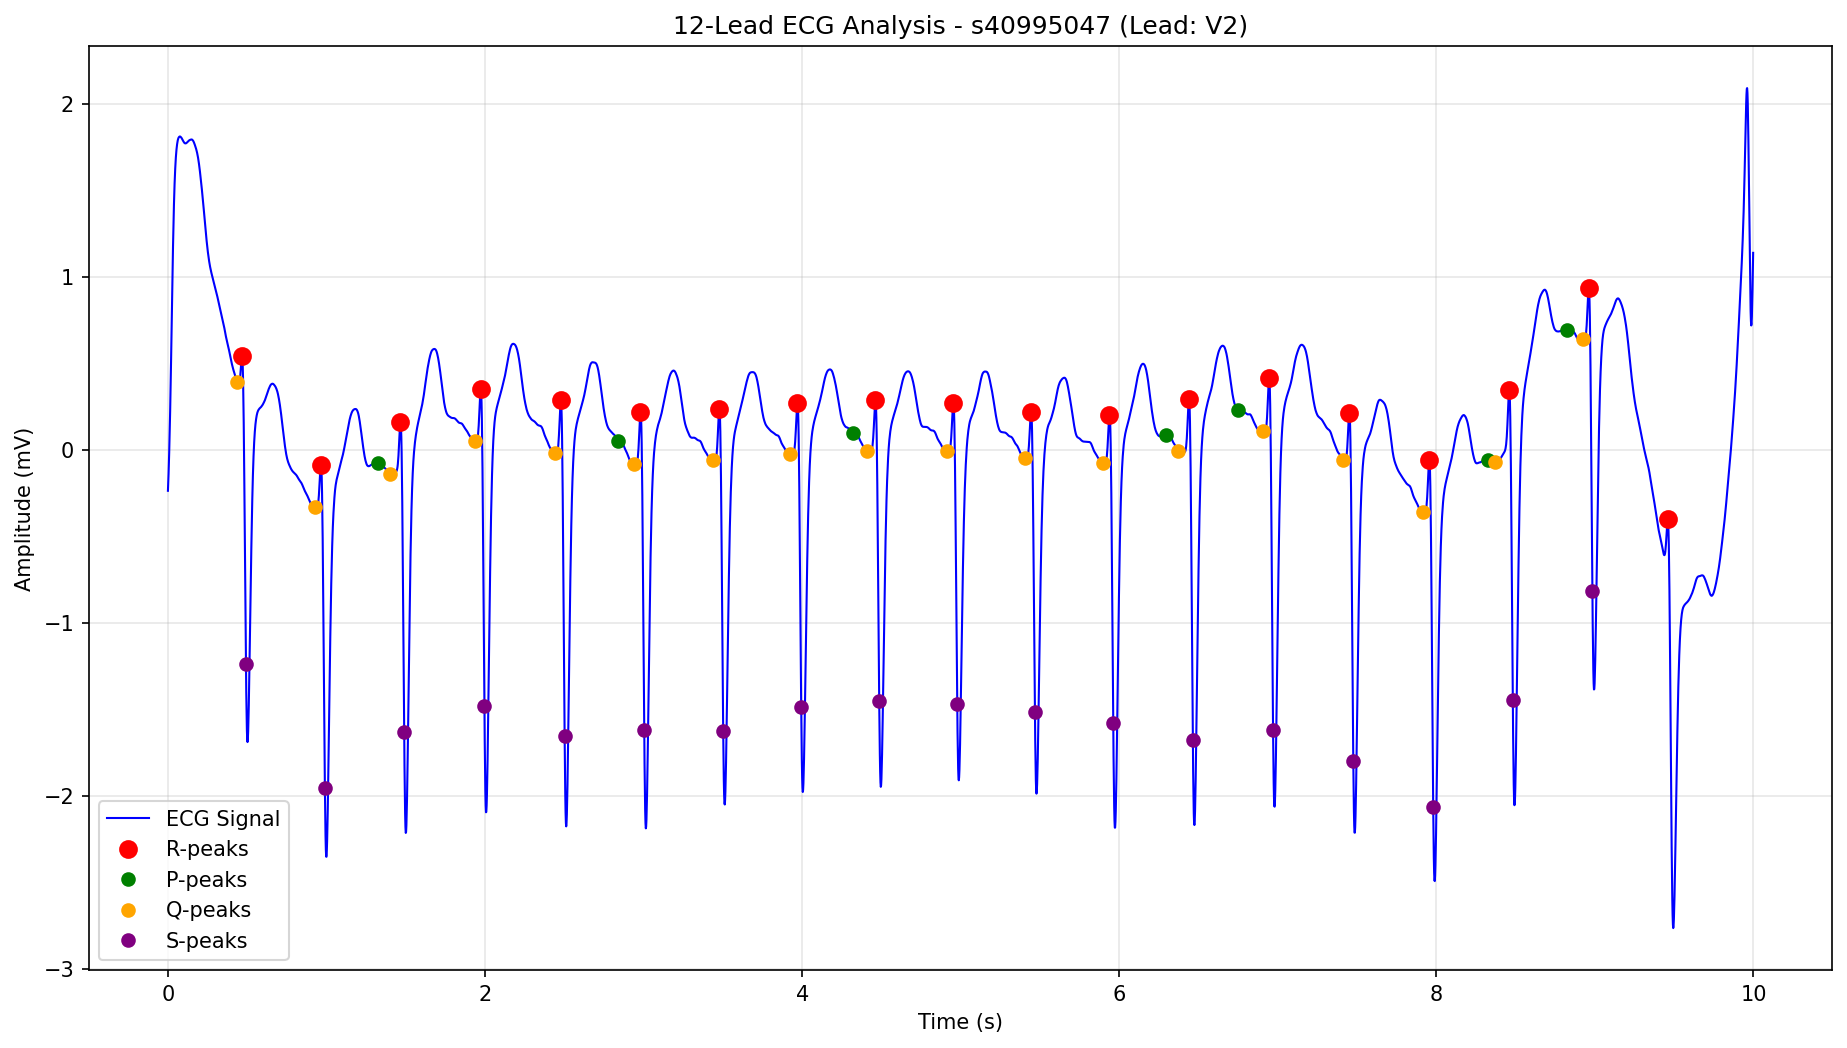 12-Lead ECG Analysis - s40995047 (Lead: V2)
Amplitude (mV)
2
1
0
−1
−2
−3
ECG Signal
R-peaks
P-peaks
Q-peaks
S-peaks
0
2
4
6
8
10
Time (s)